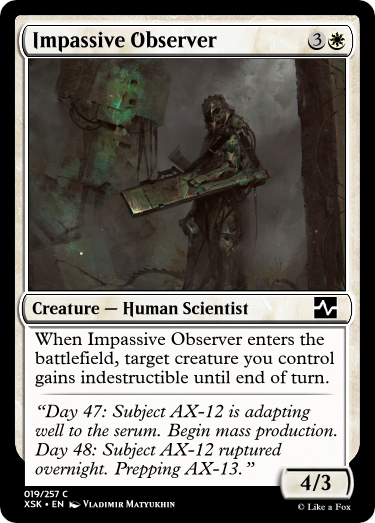 Impassive Observer 3
Creature — Human Scientist
When Impassive Observer enters the
battlefield, target creature you control
gains indestructible until end of turn.
“Day 47: Subject AX-12 is adapting
well to the serum. Begin mass production.
Day 48: Subject AX-12 ruptured
overnight. Prepping AX-13.”
4/3
019/257 C
XSK • EN Vladimir Matyukhin
© Like a Fox